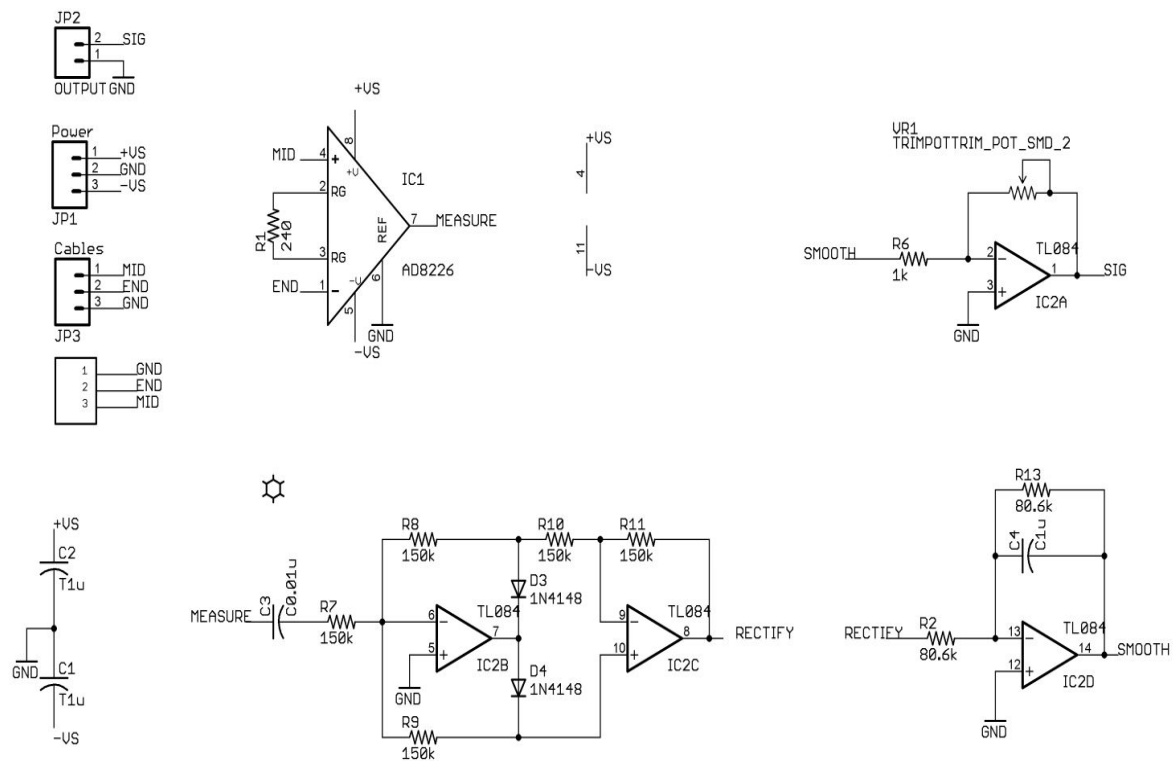 JP2
2 SIG
1
OUTPUT GND
Power
1 +VS
2 GND
3 -VS
JP1
Cables
1 MID
2 END
3 GND
JP3
1 GND
2 END
3 MID
+VS
8
MID 4 +
+V
2 RG
IC1
R1
240
REF
7 MEASURE
3 RG
AD8226
END 1 -
-V
6
5
GND
-VS
+VS
4
11
-VS
VR1
TRIMPOTTRIM_POT_SMD_2
SMOOTH R6
1k
2 -
TL084
1 SIG
3 +
IC2A
GND
+VS
C2
T1u
GND
C1
T1u
-VS
R8
150k
R10
150k
R11
150k
MEASURE
C3
C0.01u
R7
150k
D3
1N4148
6 -
TL084
7
5 +
IC2B
GND
D4
1N4148
R9
150k
9 -
TL084
8 RECTIFY
10 +
IC2C
R13
80.6k
C4
C1u
RECTIFY R2
80.6k
13 -
TL084
14 SMOOTH
12 +
IC2D
GND